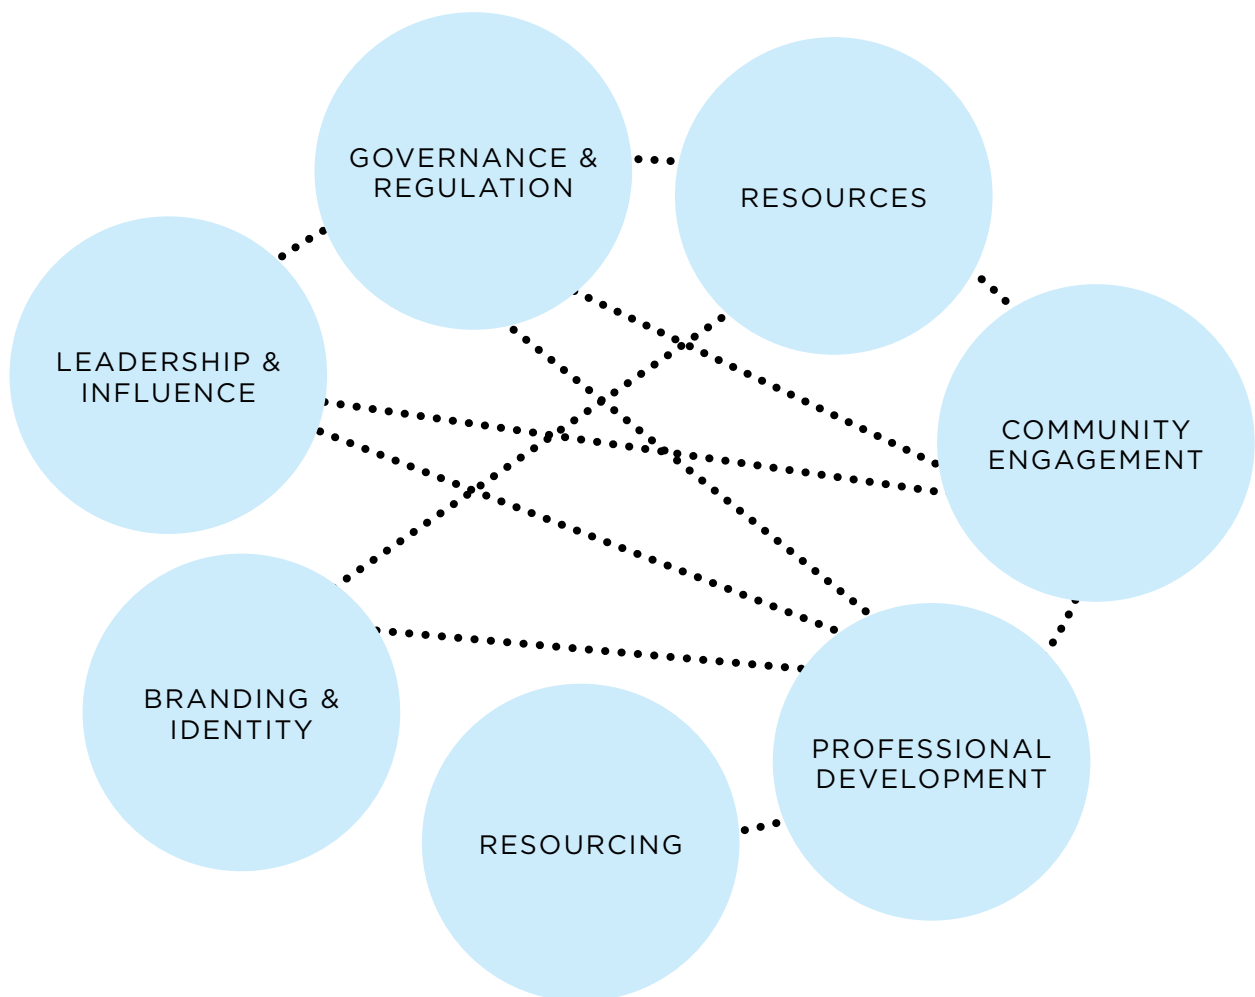 GOVERNANCE &
REGULATION
RESOURCES
LEADERSHIP &
INFLUENCE
COMMUNITY
ENGAGEMENT
BRANDING &
IDENTITY
PROFESSIONAL
DEVELOPMENT
RESOURCING